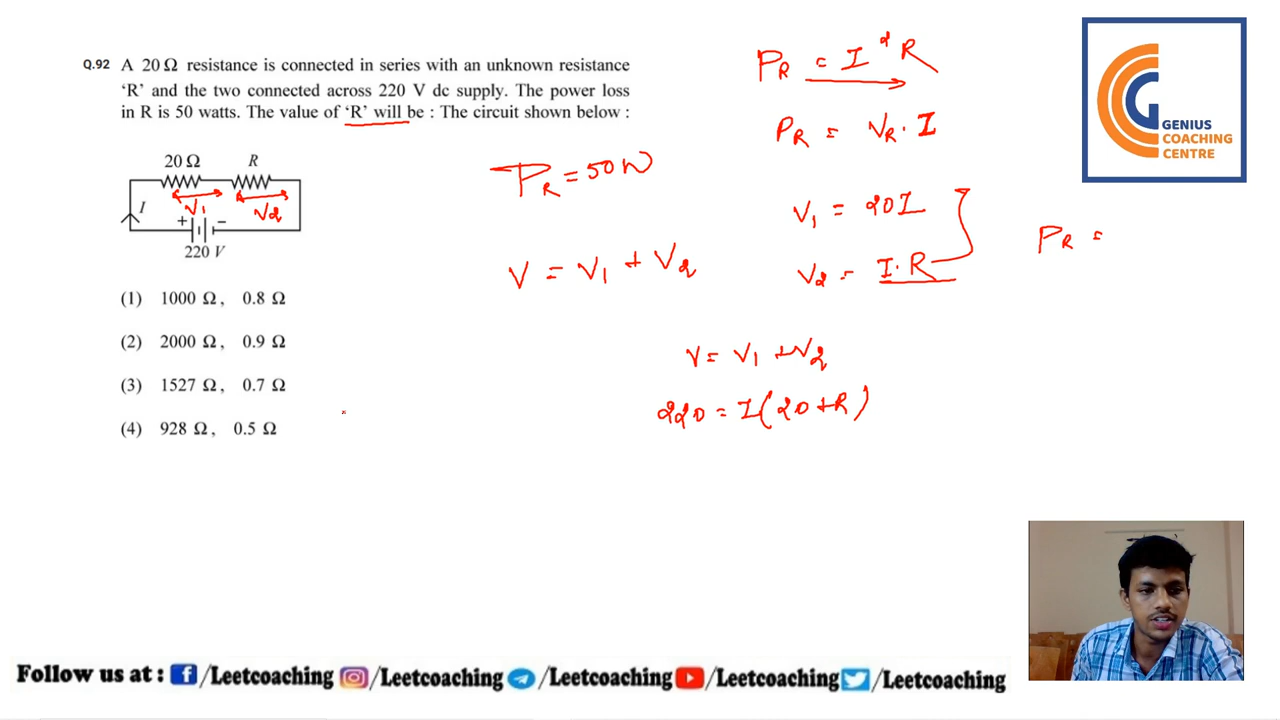 Q.92 A 20 Ω resistance is connected in series with an unknown resistance
'R' and the two connected across 220 V dc supply. The power loss
in R is 50 watts. The value of 'R' will be : The circuit shown below :
20 Ω R
V1 V2
I + −
220 V
(1) 1000 Ω, 0.8 Ω
(2) 2000 Ω, 0.9 Ω
(3) 1527 Ω, 0.7 Ω
(4) 928 Ω, 0.5 Ω
PR = 50W
V = V1 + V2
PR = I²R
PR = VR · I
V1 = 20I
V2 = I · R
V = V1 + V2
220 = I(20 + R)
PR =
GENIUS
COACHING
CENTRE
Follow us at : /Leetcoaching /Leetcoaching /Leetcoaching /Leetcoaching /Leetcoaching